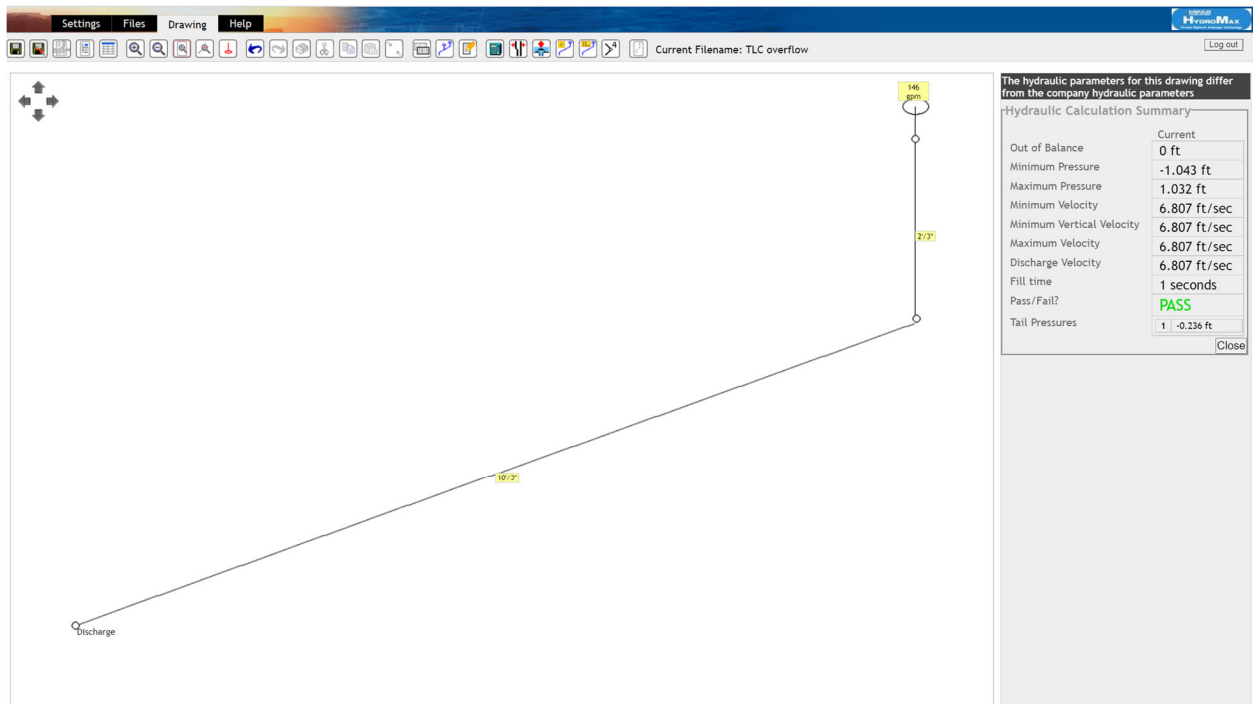 Settings Files Drawing Help
MIFAB
HYDROMAX
Current Filename: TLC overflow
Log out
146
gpm
2'/3"
10'/3"
Discharge
The hydraulic parameters for this drawing differ
from the company hydraulic parameters
Hydraulic Calculation Summary
Current
Out of Balance 0 ft
Minimum Pressure -1.043 ft
Maximum Pressure 1.032 ft
Minimum Velocity 6.807 ft/sec
Minimum Vertical Velocity 6.807 ft/sec
Maximum Velocity 6.807 ft/sec
Discharge Velocity 6.807 ft/sec
Fill time 1 seconds
Pass/Fail? PASS
Tail Pressures 1 -0.236 ft
Close